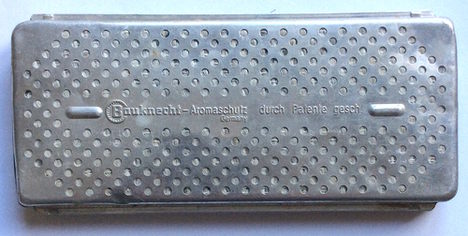 Bauknecht-Aromaschutz durch Patente gesch.
Germany